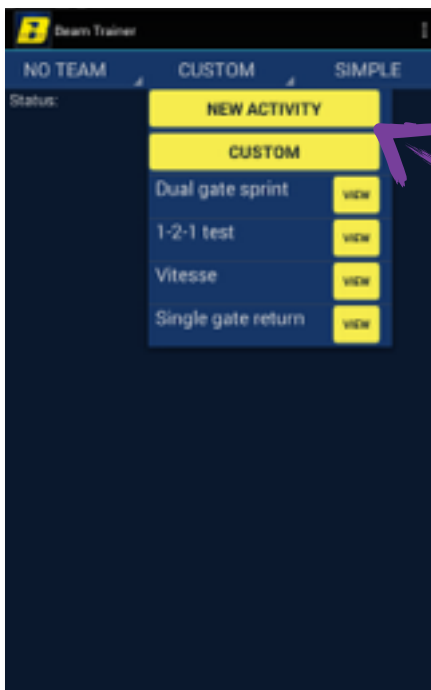 Beam Trainer
NO TEAM CUSTOM SIMPLE
Status:
NEW ACTIVITY
CUSTOM
Dual gate sprint VIEW
1-2-1 test VIEW
Vitesse VIEW
Single gate return VIEW